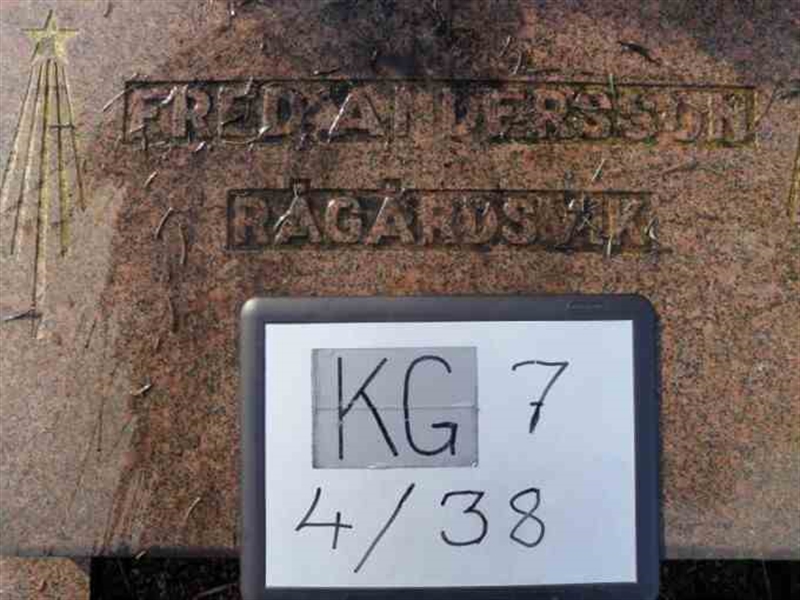 FRED. ANDERSSON
RÅGÅRDSVIK
KG 7
4/38